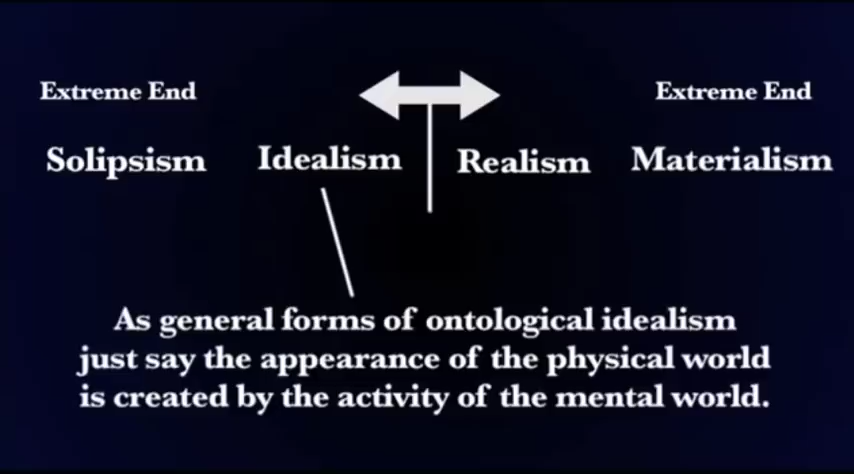 Extreme End
Extreme End
Solipsism
Idealism
Realism
Materialism
As general forms of ontological idealism
just say the appearance of the physical world
is created by the activity of the mental world.